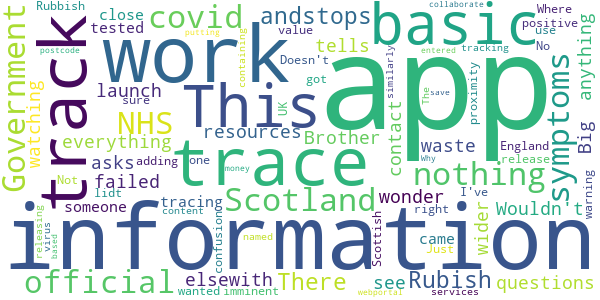 Rubbish close covid andstops basic collaborate Where
postcode tested Doesn't value tells positive use No
putting containing tracking entered similarly
Government track work app anything
watching launch sure This UK got The save proximity
NHS resources Brother contact waste England release
everything Not asks adding one trace money Why Big
lidt failed Scotland nothing symptoms warning
someone tracing content right wonder I've Wouldn't
virus based releasing confusion named Scottish came Just wider
information
official wanted imminent elsewith There see Rubish questions
webportal services